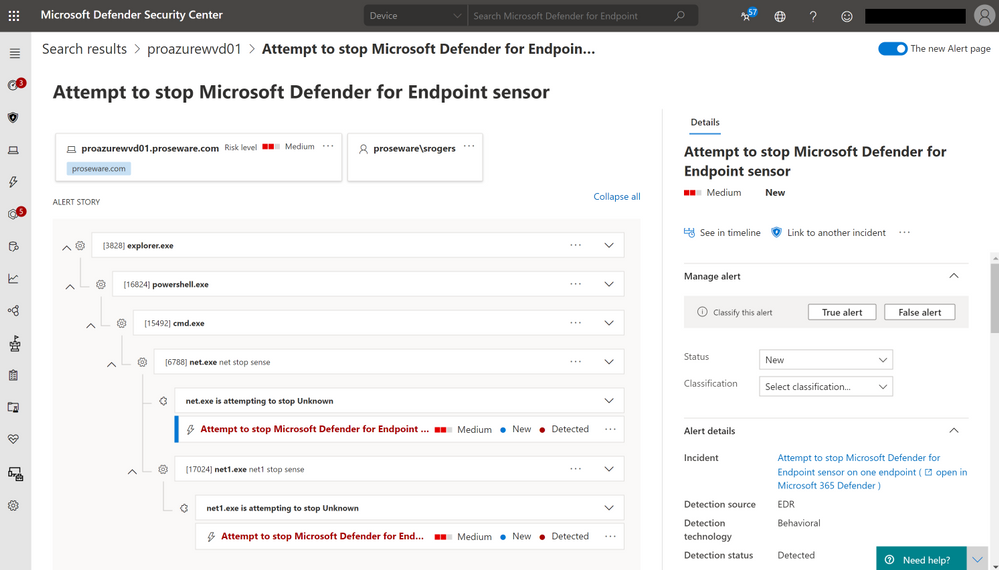 Microsoft Defender Security Center
Device
Search Microsoft Defender for Endpoint
57
Search results > proazurewvd01 > Attempt to stop Microsoft Defender for Endpoin...
The new Alert page
3
5
Attempt to stop Microsoft Defender for Endpoint sensor
proazurewvd01.proseware.com Risk level Medium ...
proseware.com
proseware\srogers ...
ALERT STORY
Collapse all
[3828] explorer.exe ...
[16824] powershell.exe ...
[15492] cmd.exe ...
[6788] net.exe net stop sense ...
net.exe is attempting to stop Unknown
Attempt to stop Microsoft Defender for Endpoint ... Medium New Detected ...
[17024] net1.exe net1 stop sense ...
net1.exe is attempting to stop Unknown
Attempt to stop Microsoft Defender for End... Medium New Detected ...
Details
Attempt to stop Microsoft Defender for
Endpoint sensor
Medium New
See in timeline Link to another incident ...
Manage alert
Classify this alert True alert False alert
Status New
Classification Select classification...
Alert details
Incident Attempt to stop Microsoft Defender for
Endpoint sensor on one endpoint ( open in
Microsoft 365 Defender )
Detection source EDR
Detection Behavioral
technology
Detection status Detected
Need help?